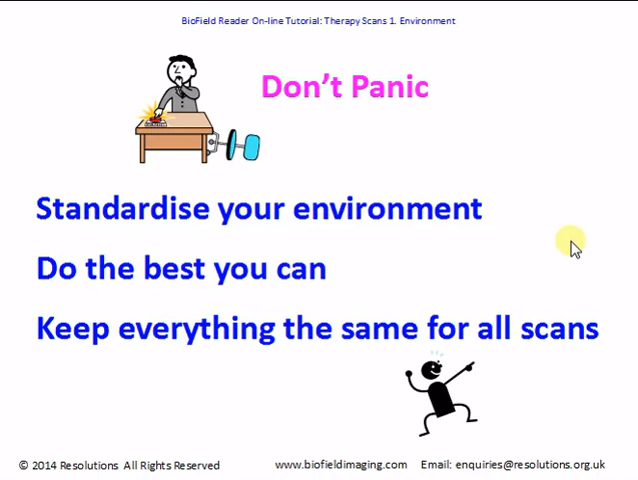 BioField Reader On-line Tutorial: Therapy Scans 1. Environment
Don't Panic
Standardise your environment
Do the best you can
Keep everything the same for all scans
© 2014 Resolutions All Rights Reserved www.biofieldimaging.com Email: enquiries@resolutions.org.uk